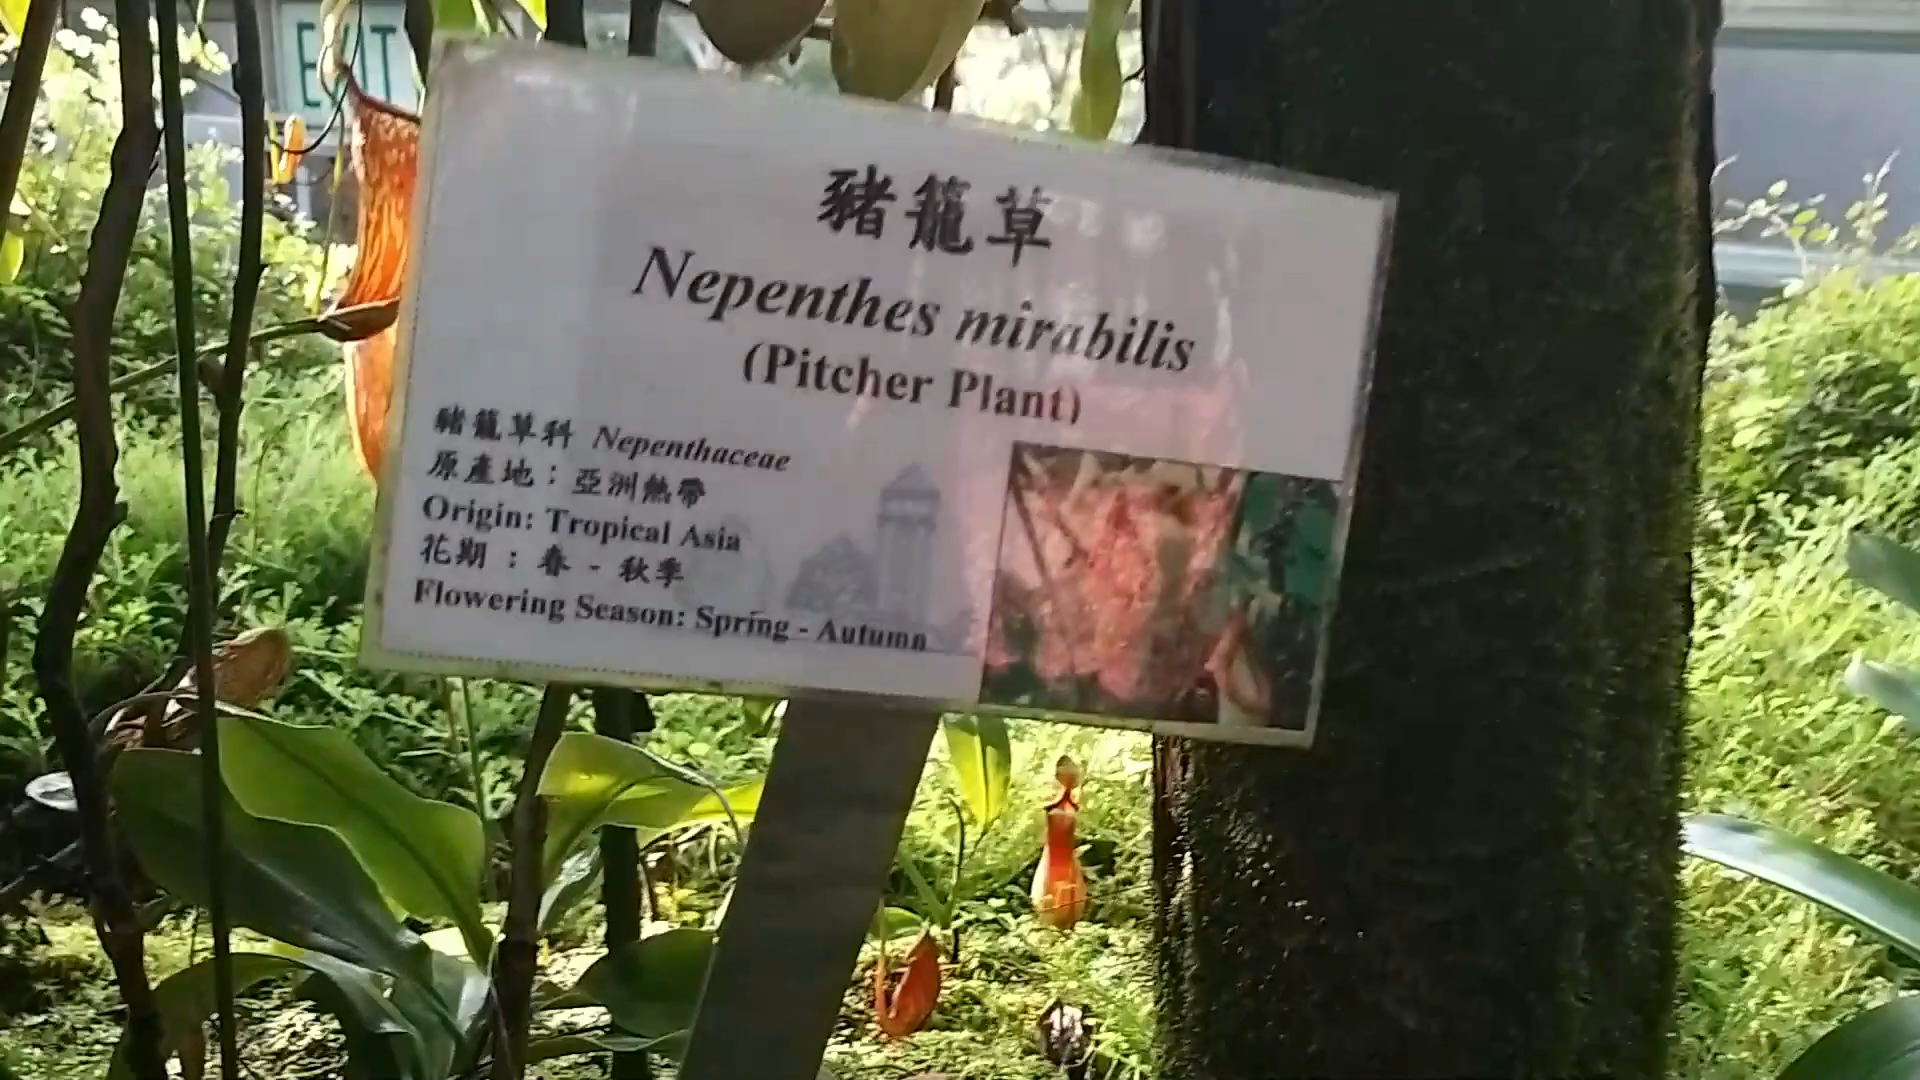 EXIT
豬籠草
Nepenthes mirabilis
(Pitcher Plant)
豬籠草科 Nepenthaceae
原產地：亞洲熱帶
Origin: Tropical Asia
花期：春 - 秋季
Flowering Season: Spring - Autumn